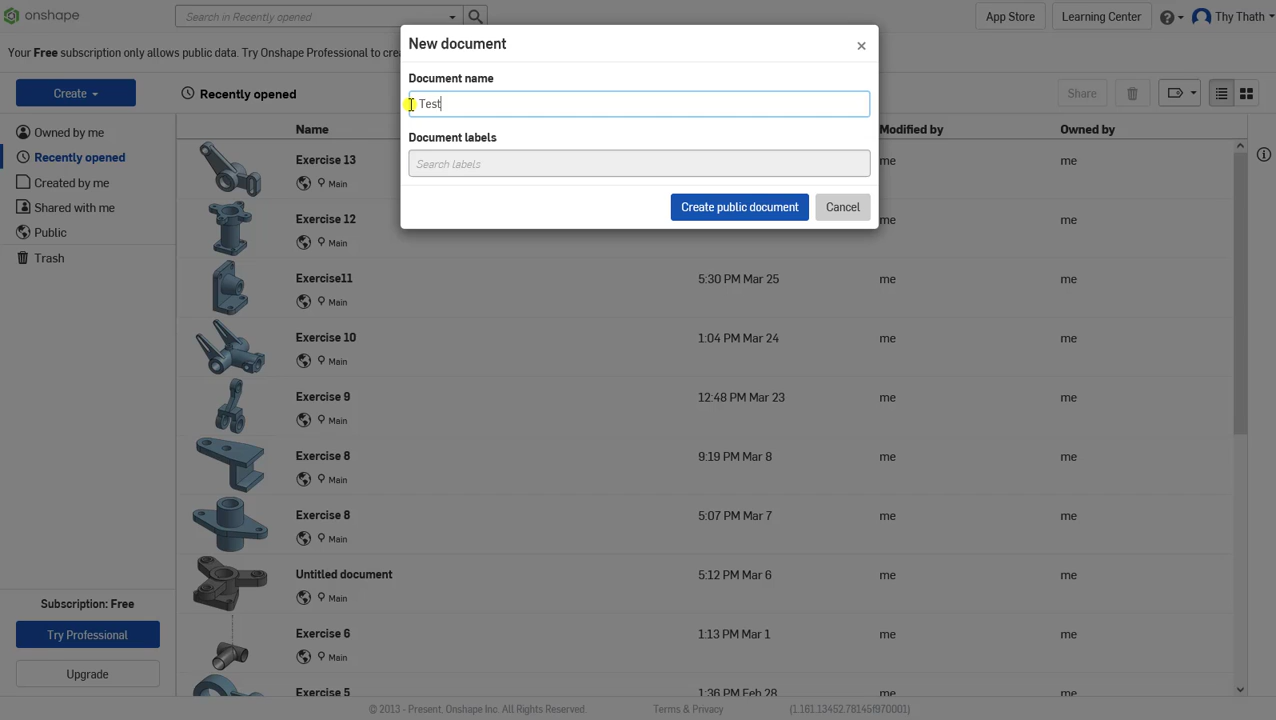 onshape
Search in Recently opened
App Store
Learning Center
Thy Thath
Your Free subscription only allows public data. Try Onshape Professional to
New document
Document name
Test
Document labels
Search labels
Create public document
Cancel
Create
Recently opened
Share
Owned by me
Recently opened
Created by me
Shared with me
Public
Trash
Name
Modified by
Owned by
Exercise 13
me
me
Main
Exercise 12
me
me
Main
Exercise11
5:30 PM Mar 25
me
me
Main
Exercise 10
1:04 PM Mar 24
me
me
Main
Exercise 9
12:48 PM Mar 23
me
me
Main
Exercise 8
9:19 PM Mar 8
me
me
Main
Exercise 8
5:07 PM Mar 7
me
me
Main
Untitled document
5:12 PM Mar 6
me
me
Main
Exercise 6
1:13 PM Mar 1
me
me
Main
Exercise 5
1:36 PM Feb 28
me
me
Subscription: Free
Try Professional
Upgrade
© 2013 - Present, Onshape Inc. All Rights Reserved.
Terms & Privacy
(1.161.13452.78145f970001)